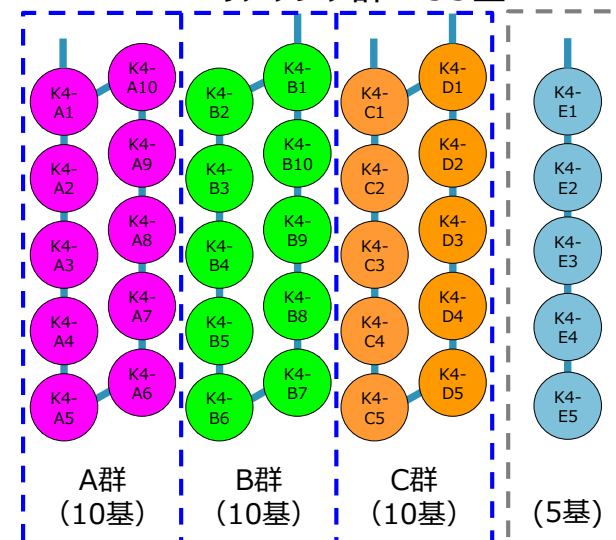 K4-
A1
K4-
A2
K4-
A3
K4-
A4
K4-
A5
K4-
A10
K4-
A9
K4-
A8
K4-
A7
K4-
A6
A群
（10基）
K4-
B2
K4-
B3
K4-
B4
K4-
B5
K4-
B6
K4-
B1
K4-
B10
K4-
B9
K4-
B8
K4-
B7
B群
（10基）
K4-
C1
K4-
C2
K4-
C3
K4-
C4
K4-
C5
K4-
D1
K4-
D2
K4-
D3
K4-
D4
K4-
D5
C群
（10基）
K4-
E1
K4-
E2
K4-
E3
K4-
E4
K4-
E5
(5基)